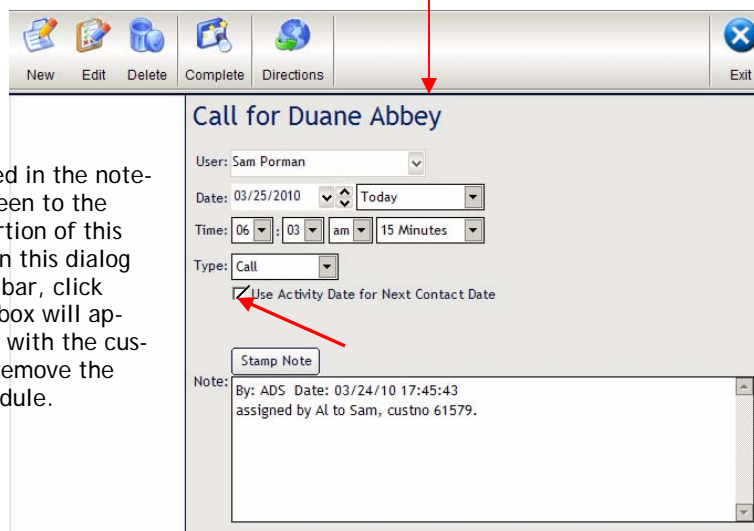 New Edit Delete Complete Directions Exit
ed in the note-
een to the
rtion of this
n this dialog
bar, click
box will ap-
with the cus-
emove the
dule.
Call for Duane Abbey
User: Sam Porman
Date: 03/25/2010 Today
Time: 06 : 03 am 15 Minutes
Type: Call
Use Activity Date for Next Contact Date
Stamp Note
Note:
By: ADS Date: 03/24/10 17:45:43
assigned by Al to Sam, custno 61579.